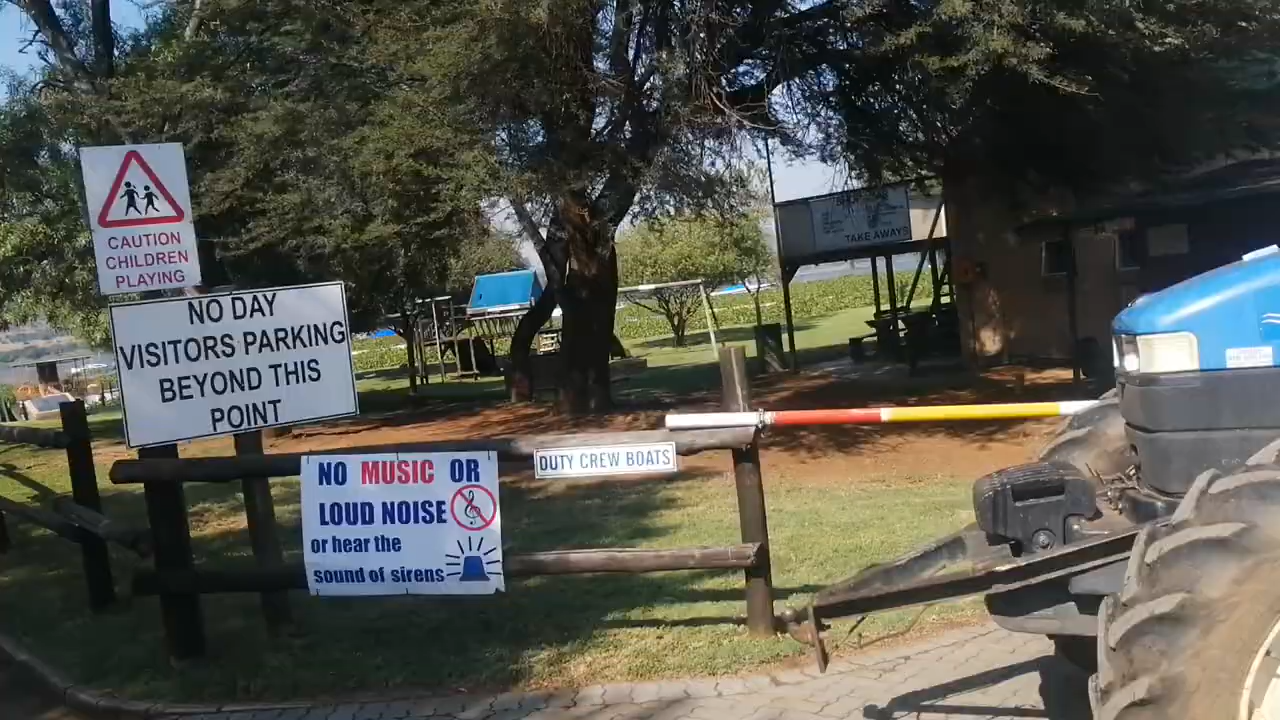 CAUTION
CHILDREN
PLAYING
NO DAY
VISITORS PARKING
BEYOND THIS
POINT
NO MUSIC OR
LOUD NOISE
or hear the
sound of sirens
DUTY CREW BOATS
TAKE AWAYS